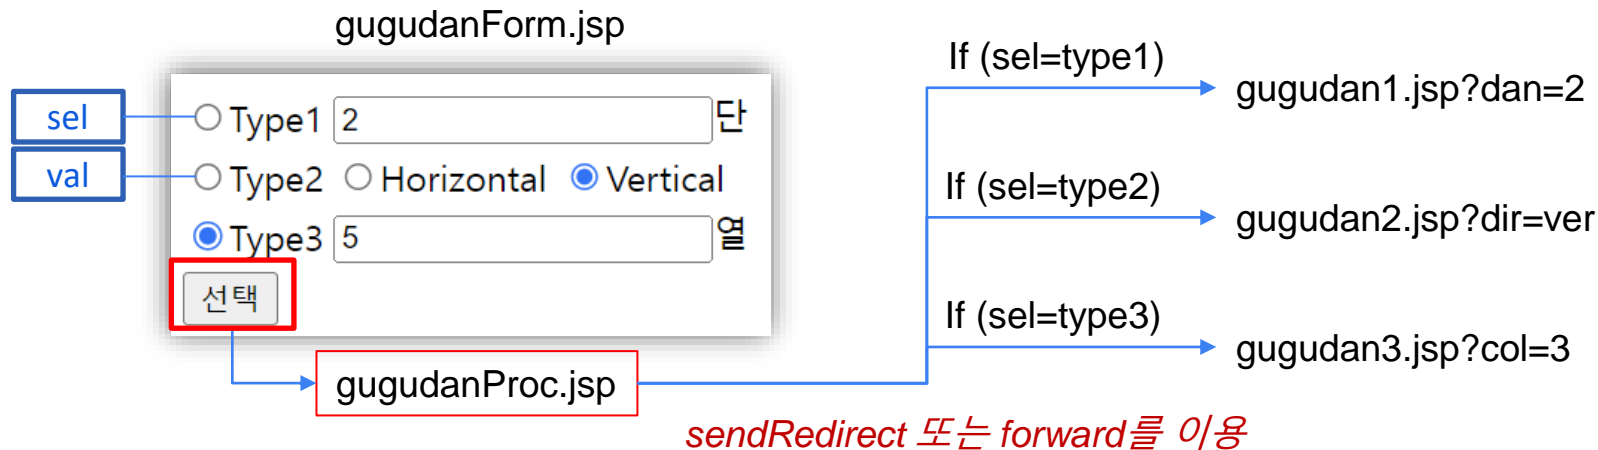 gugudanForm.jsp
sel
Type1 2 단
val
Type2 Horizontal Vertical
Type3 5 열
선택
gugudanProc.jsp
If (sel=type1)
gugudan1.jsp?dan=2
If (sel=type2)
gugudan2.jsp?dir=ver
If (sel=type3)
gugudan3.jsp?col=3
sendRedirect 또는 forward를 이용